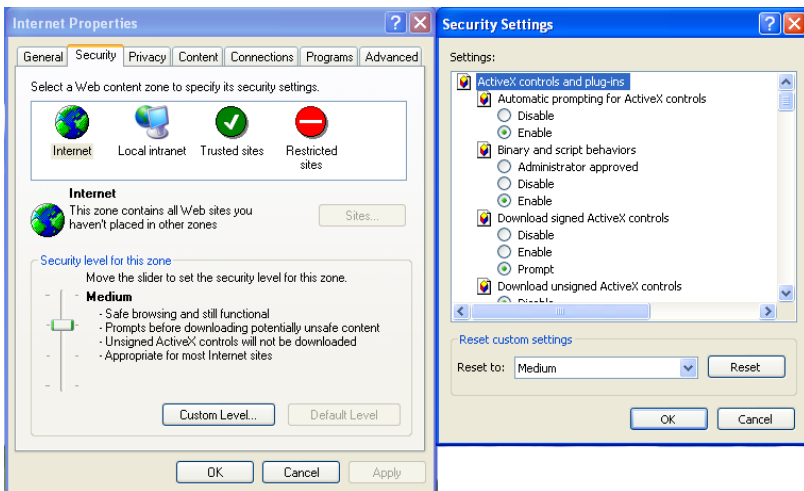 Internet Properties
General Security Privacy Content Connections Programs Advanced
Select a Web content zone to specify its security settings.
Internet Local intranet Trusted sites Restricted sites
Internet
This zone contains all Web sites you
haven't placed in other zones
Sites...
Security level for this zone
Move the slider to set the security level for this zone.
Medium
- Safe browsing and still functional
- Prompts before downloading potentially unsafe content
- Unsigned ActiveX controls will not be downloaded
- Appropriate for most Internet sites
Custom Level... Default Level
OK Cancel Apply
Security Settings
Settings:
ActiveX controls and plug-ins
Automatic prompting for ActiveX controls
Disable
Enable
Binary and script behaviors
Administrator approved
Disable
Enable
Download signed ActiveX controls
Disable
Enable
Prompt
Download unsigned ActiveX controls
Disable
Reset custom settings
Reset to: Medium Reset
OK Cancel